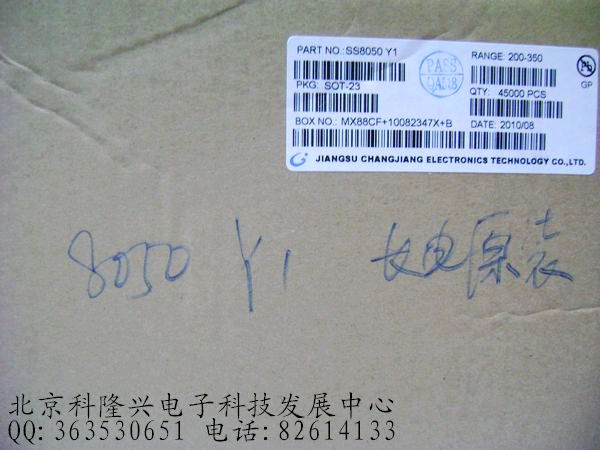 PART NO.: SS8050 Y1
PASS
QA518
RANGE: 200-350
Pb
GP
PKG: SOT-23
QTY: 45000 PCS
BOX NO.: MX88CF+10082347X+B
DATE: 2010/08
JIANGSU CHANGJIANG ELECTRONICS TECHNOLOGY CO.,LTD.
8050 Y1 长电原装
北京科隆兴电子科技发展中心
QQ: 363530651 电话: 82614133